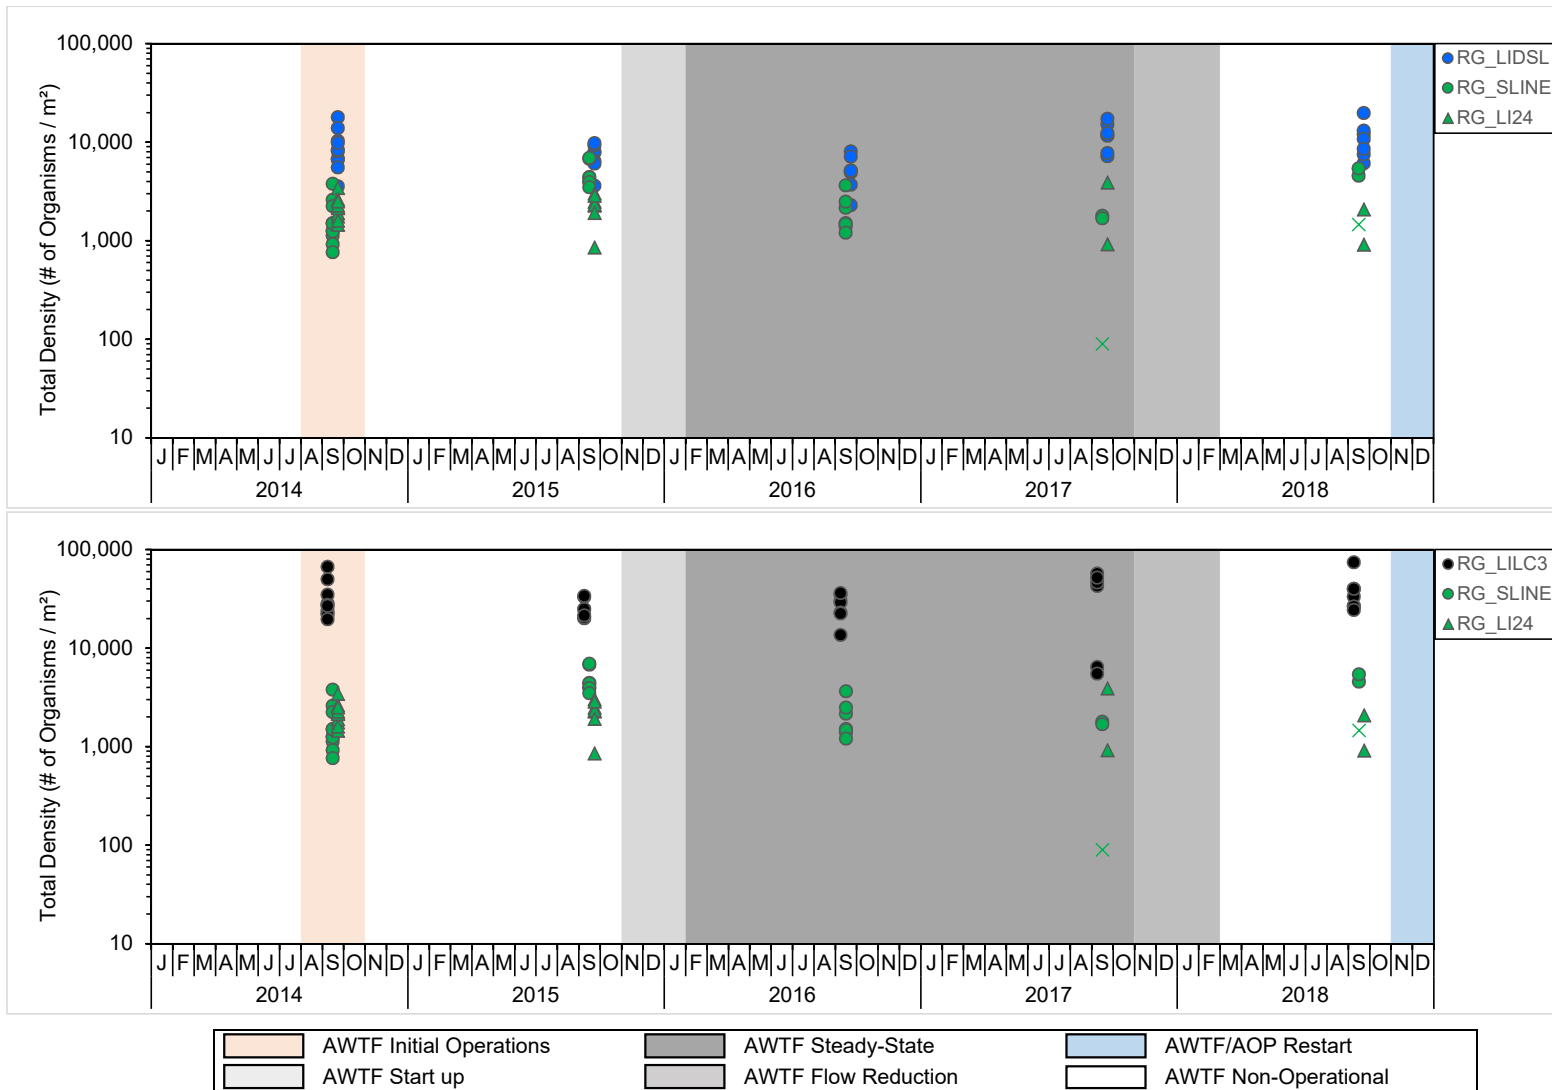 100,000
10,000
1,000
100
10
Total Density (# of Organisms / m²)
J F M A M J J A S O N D J F M A M J J A S O N D J F M A M J J A S O N D J F M A M J J A S O N D J F M A M J J A S O N D
2014 2015 2016 2017 2018
RG_LIDSL
RG_SLINE
RG_LI24
100,000
10,000
1,000
100
10
Total Density (# of Organisms / m²)
J F M A M J J A S O N D J F M A M J J A S O N D J F M A M J J A S O N D J F M A M J J A S O N D J F M A M J J A S O N D
2014 2015 2016 2017 2018
RG_LILC3
RG_SLINE
RG_LI24
AWTF Initial Operations AWTF Steady-State AWTF/AOP Restart
AWTF Start up AWTF Flow Reduction AWTF Non-Operational